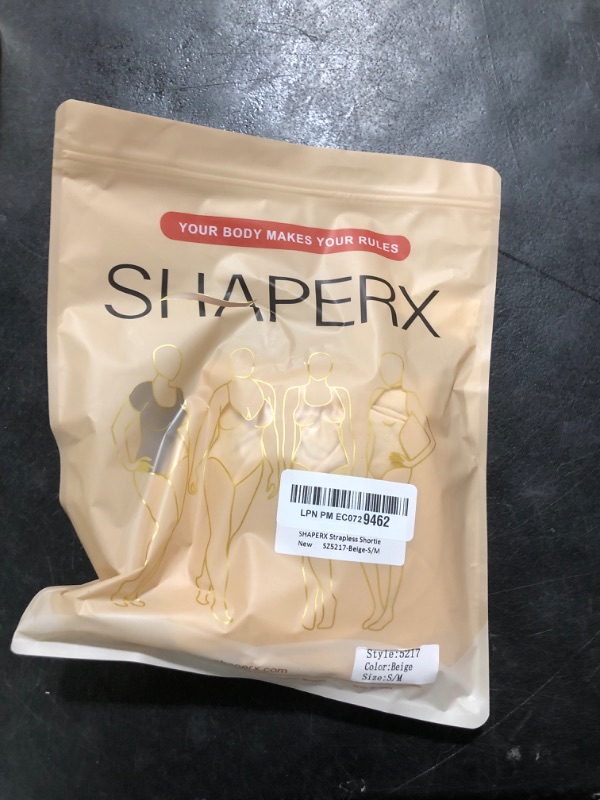 YOUR BODY MAKES YOUR RULES
SHAPERX
LPN PM EC0729462
SHAPERX Strapless Shortie
New SZ5217-Beige-S/M
Style:5217
Color:Beige
Size:S/M